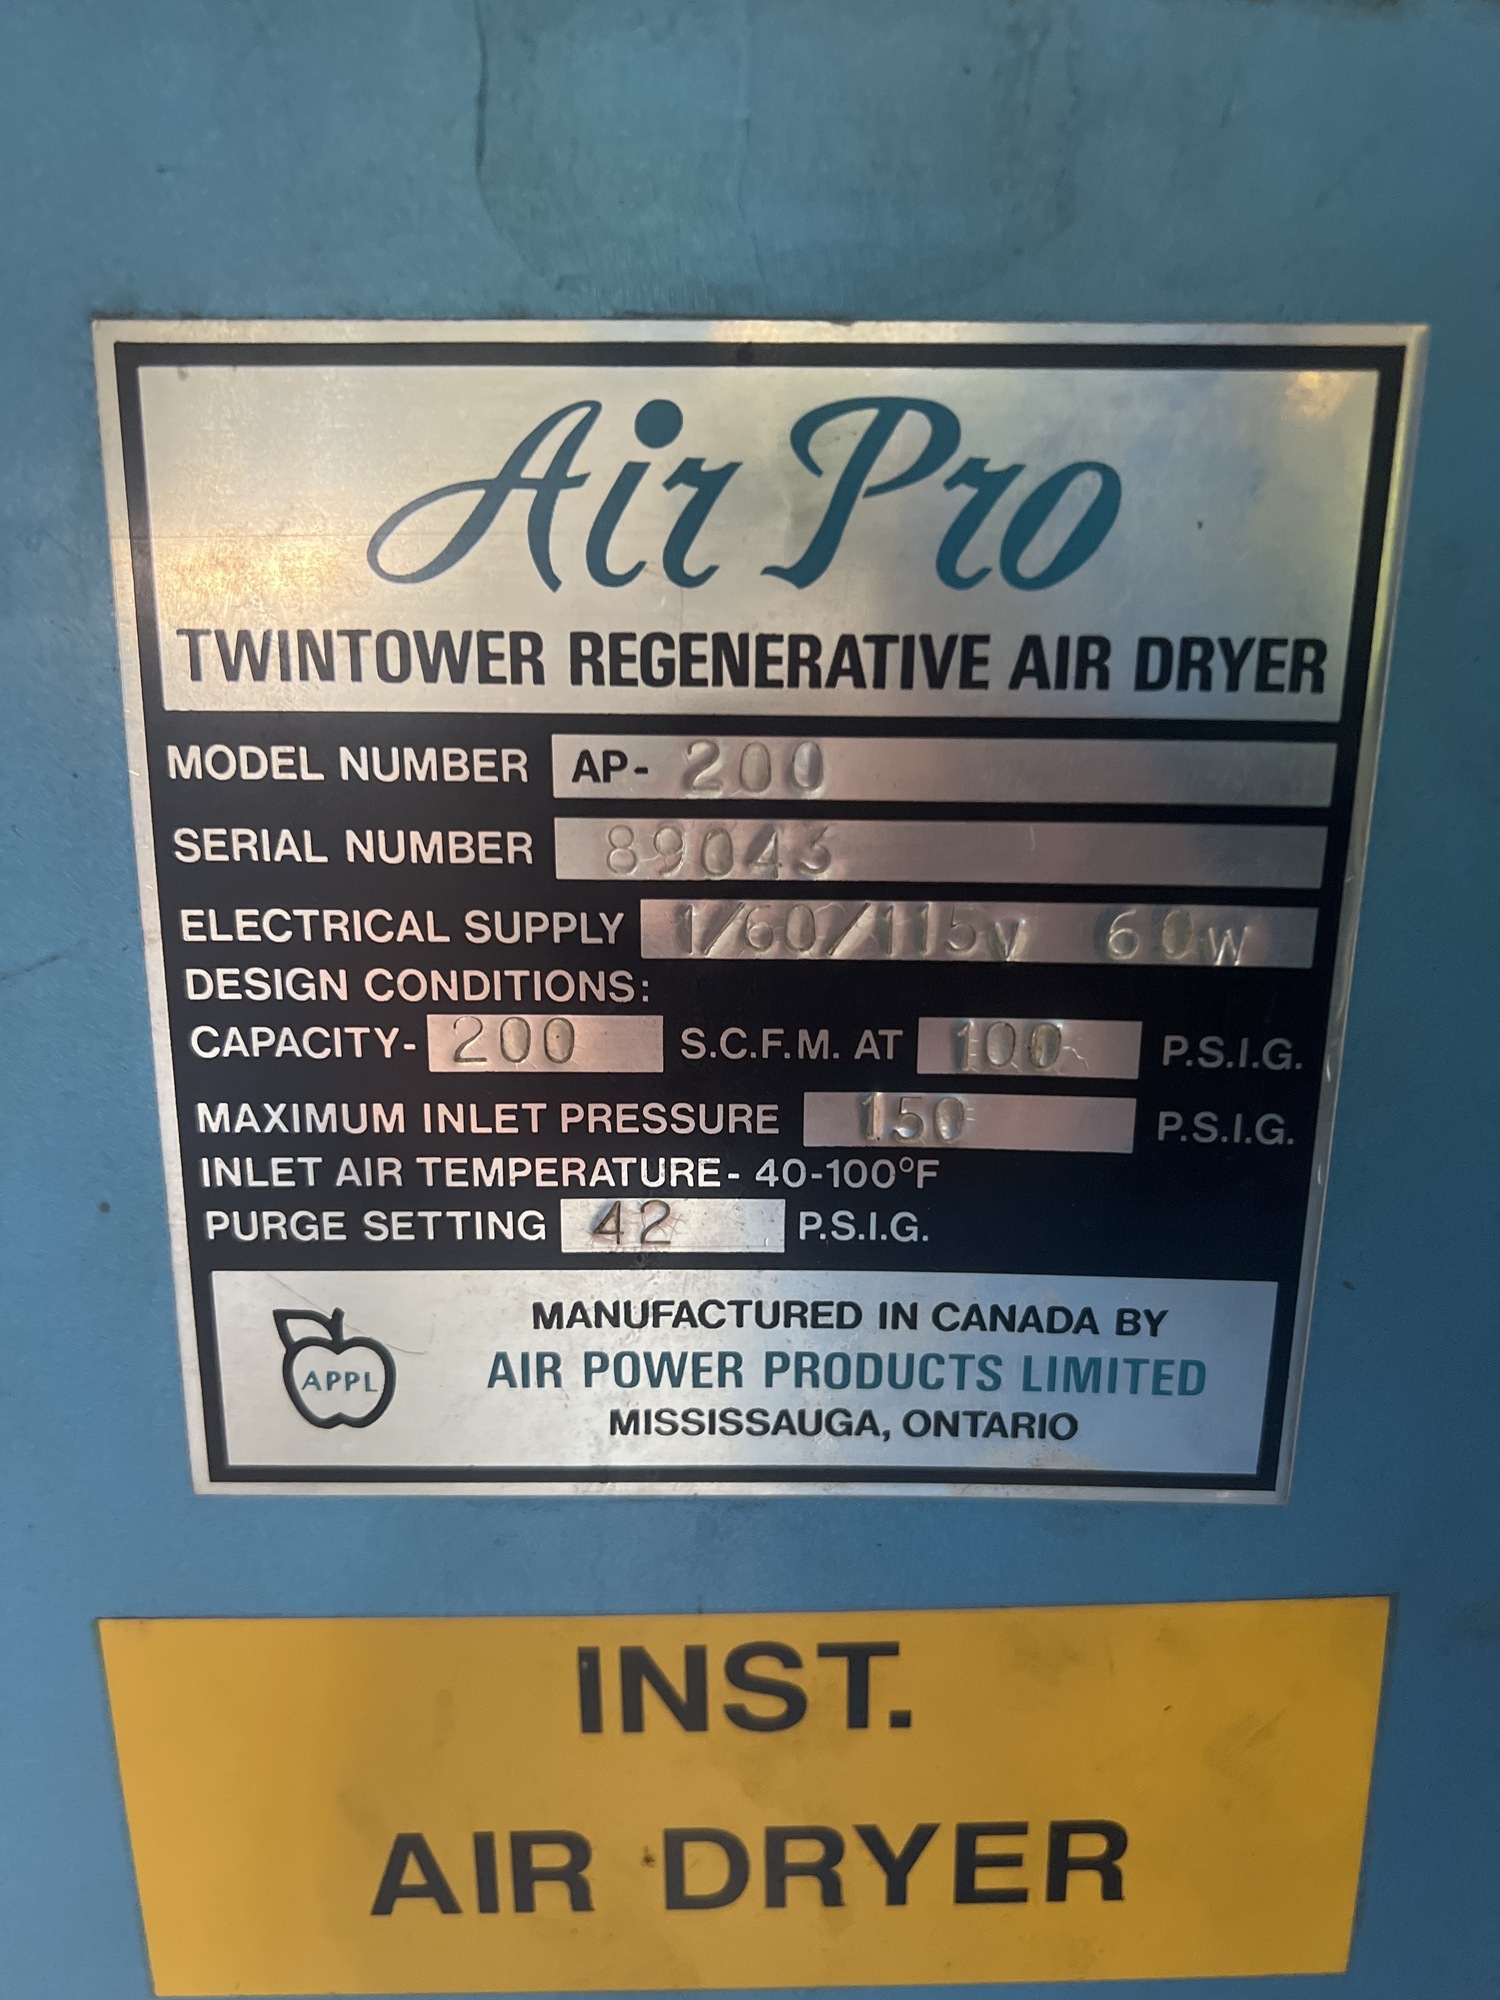 Air Pro
TWINTOWER REGENERATIVE AIR DRYER
MODEL NUMBER AP- 200
SERIAL NUMBER 89043
ELECTRICAL SUPPLY 1/60/115V 60W
DESIGN CONDITIONS:
CAPACITY- 200 S.C.F.M. AT 100 P.S.I.G.
MAXIMUM INLET PRESSURE 150 P.S.I.G.
INLET AIR TEMPERATURE - 40-100°F
PURGE SETTING 42 P.S.I.G.
APPL
MANUFACTURED IN CANADA BY
AIR POWER PRODUCTS LIMITED
MISSISSAUGA, ONTARIO
INST.
AIR DRYER